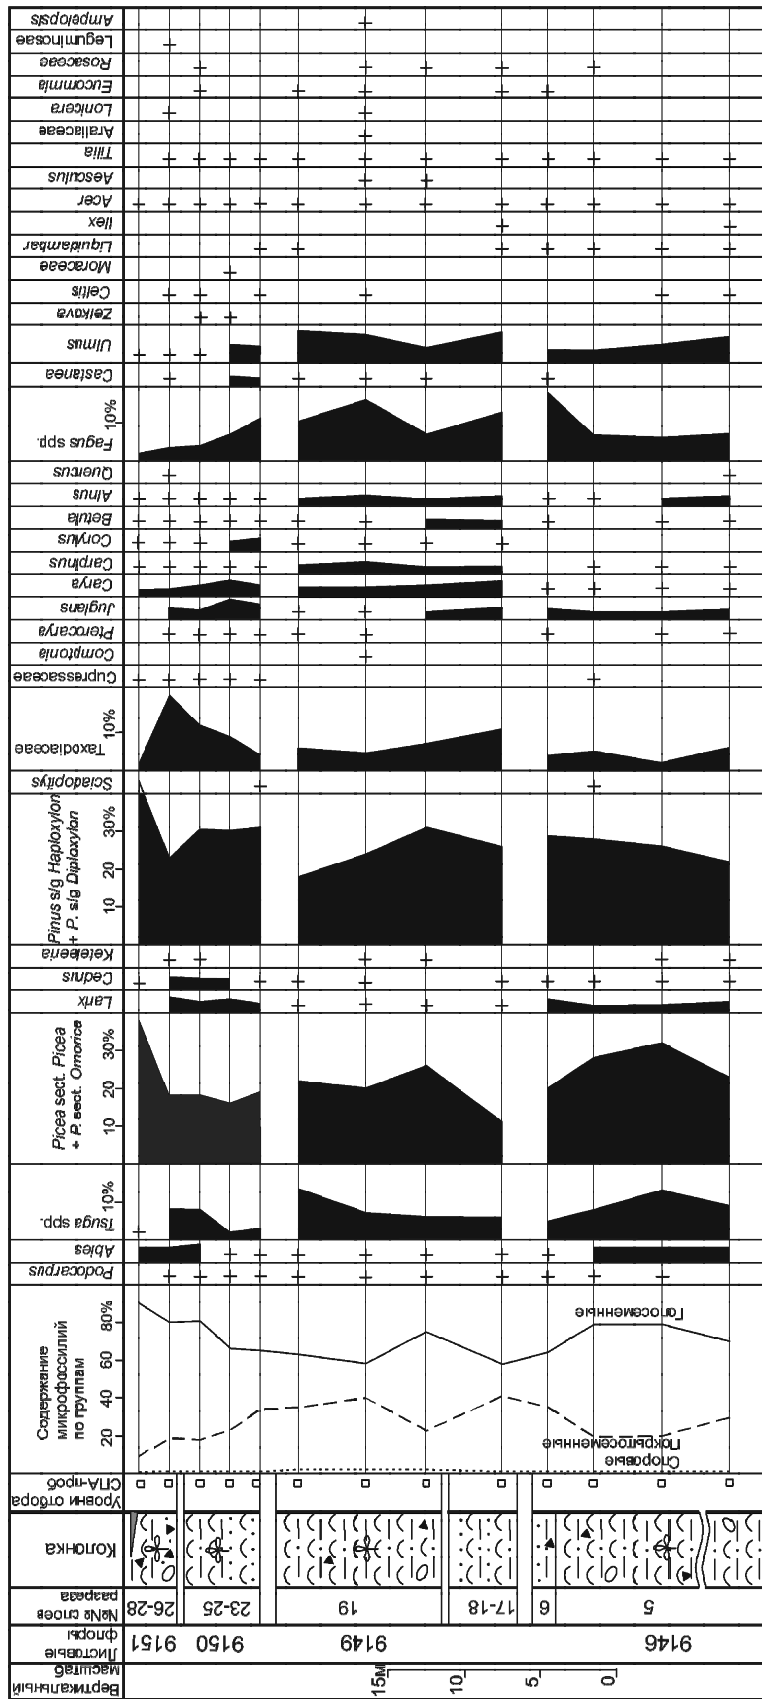 Вертикальный
масштаб
15м
10
5
0
Листовые
флоры
9151
9150
9149
9146
№№ слоев
разреза
26-28
23-25
19
17-18
6
5
Колонка
Уровни отбора
СПА-проб
Содержание
микрофоссилий
по группам
20
40
60
80%
Голосеменные
Покрытосеменные
Споровые
Podocarpus
Abies
Tsuga spp.
10%
Picea sect. Picea
+ P. sect. Omorica
10
20
30%
Larix
Cedrus
Keteleeria
Pinus s/g Haploxylon
+ P. s/g Diploxylon
10
20
30%
Sciadopitys
Taxodiaceae
10%
Cupressaceae
Comptonia
Pterocarya
Juglans
Carya
Carpinus
Corylus
Betula
Alnus
Quercus
Fagus spp.
10%
Castanea
Ulmus
Zelkova
Celtis
Moraceae
Liquidambar
Ilex
Acer
Aesculus
Tilia
Araliaceae
Lonicera
Eucommia
Rosaceae
Leguminosae
Ampelopsis